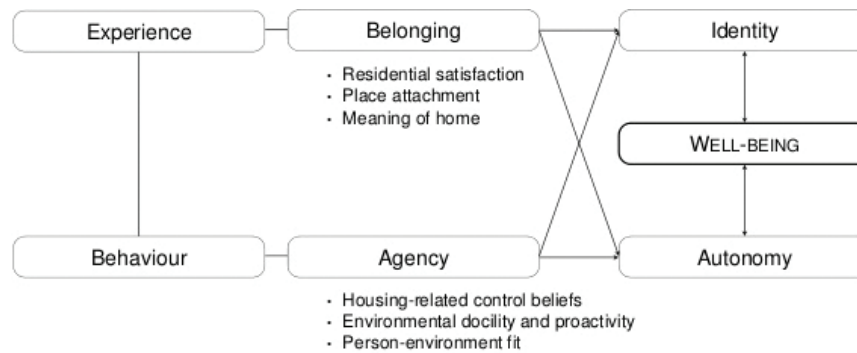 Experience
Belonging
Identity
• Residential satisfaction
• Place attachment
• Meaning of home
WELL-BEING
Behaviour
Agency
Autonomy
• Housing-related control beliefs
• Environmental docility and proactivity
• Person-environment fit